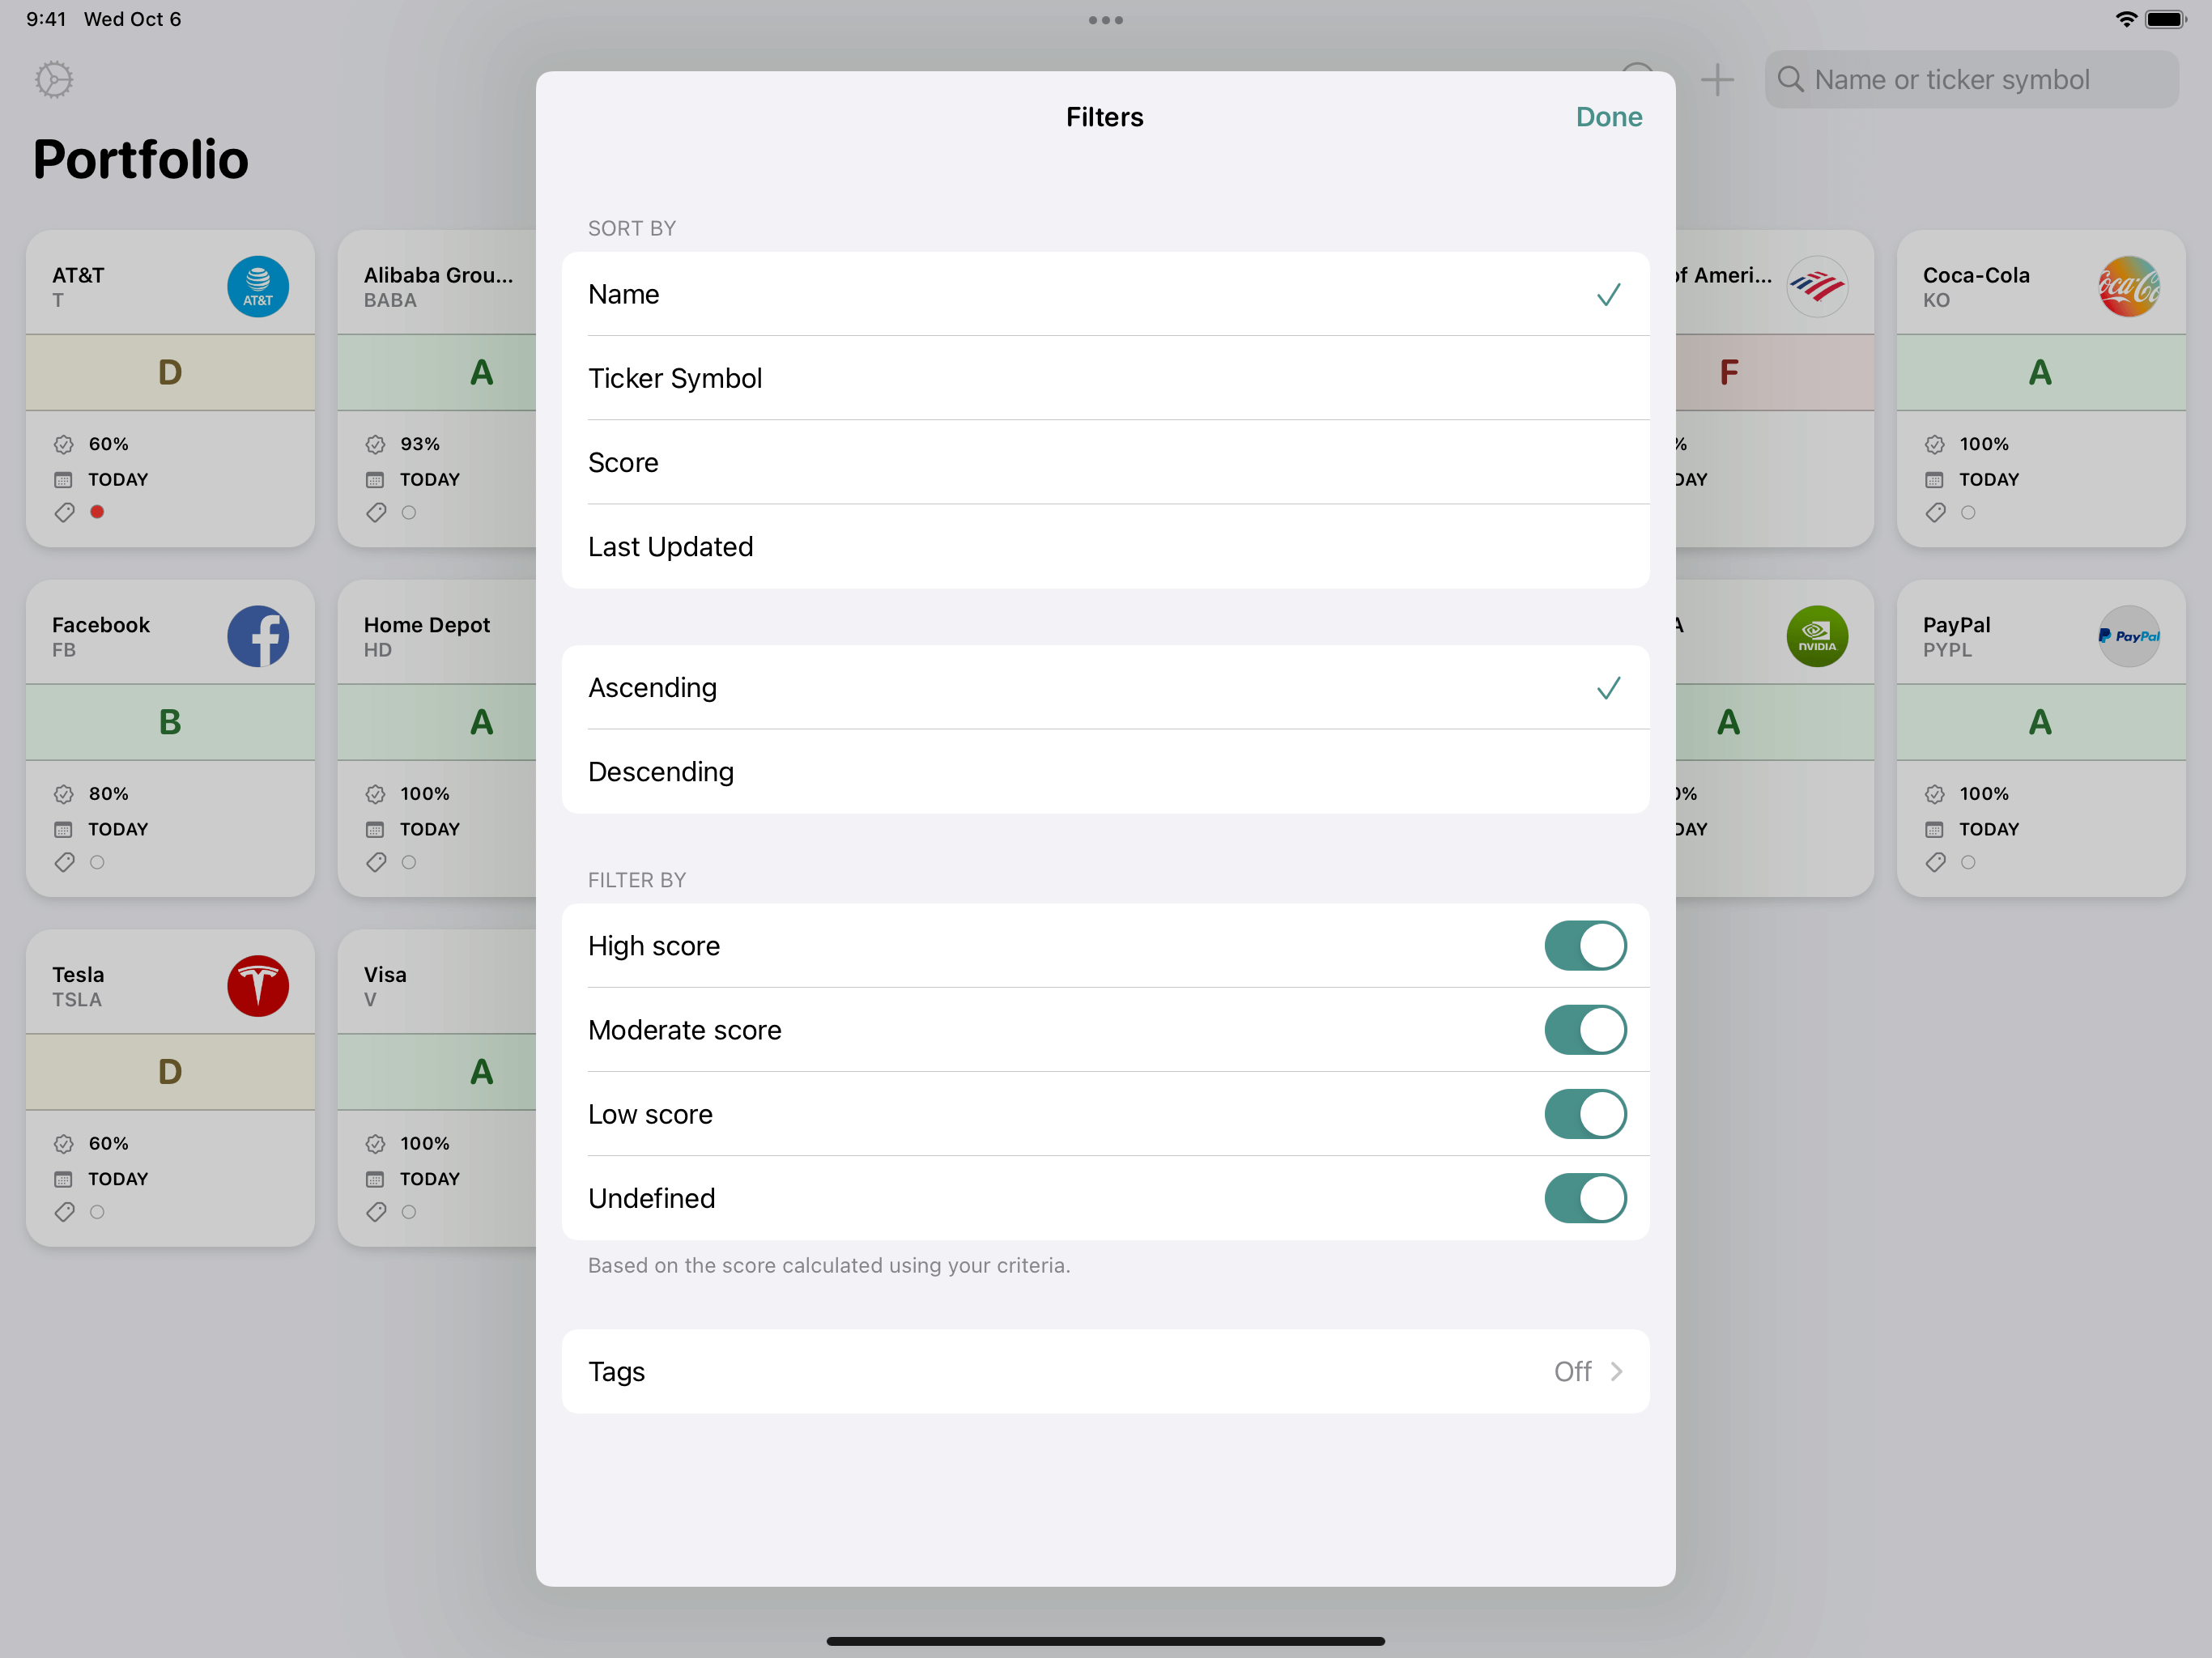 9:41 Wed Oct 6
Name or ticker symbol
Portfolio
Filters
Done
AT&T
T
AT&T
D
60%
TODAY
Alibaba Grou...
BABA
A
93%
TODAY
of Ameri...
F
%
DAY
Coca-Cola
KO
Coca-Co
A
100%
TODAY
Facebook
FB
B
80%
TODAY
Home Depot
HD
A
100%
TODAY
A
NVIDIA
A
0%
DAY
PayPal
PYPL
PayPal
A
100%
TODAY
Tesla
TSLA
D
60%
TODAY
Visa
V
A
100%
TODAY
SORT BY
Name
Ticker Symbol
Score
Last Updated
Ascending
Descending
FILTER BY
High score
Moderate score
Low score
Undefined
Based on the score calculated using your criteria.
Tags
Off